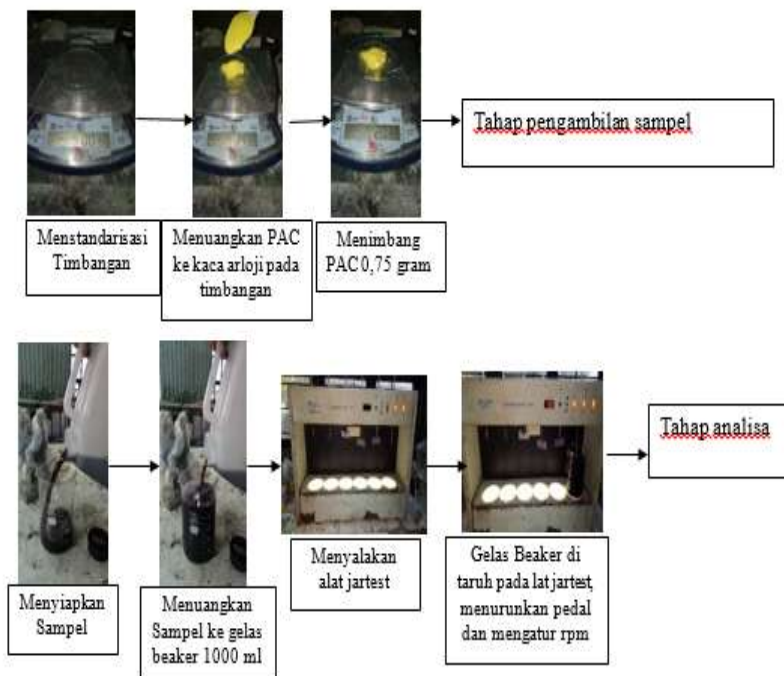 Tahap pengambilan sampel
Menstandarisasi
Timbangan
Menuangkan PAC
ke kaca arloji pada
timbangan
Menimbang
PAC 0,75 gram
Tahap analisa
Menyiapkan
Sampel
Menuangkan
Sampel ke gelas
beaker 1000 ml
Menyalakan
alat jartest
Gelas Beaker di
taruh pada lat jartest,
menurunkan pedal
dan mengatur rpm